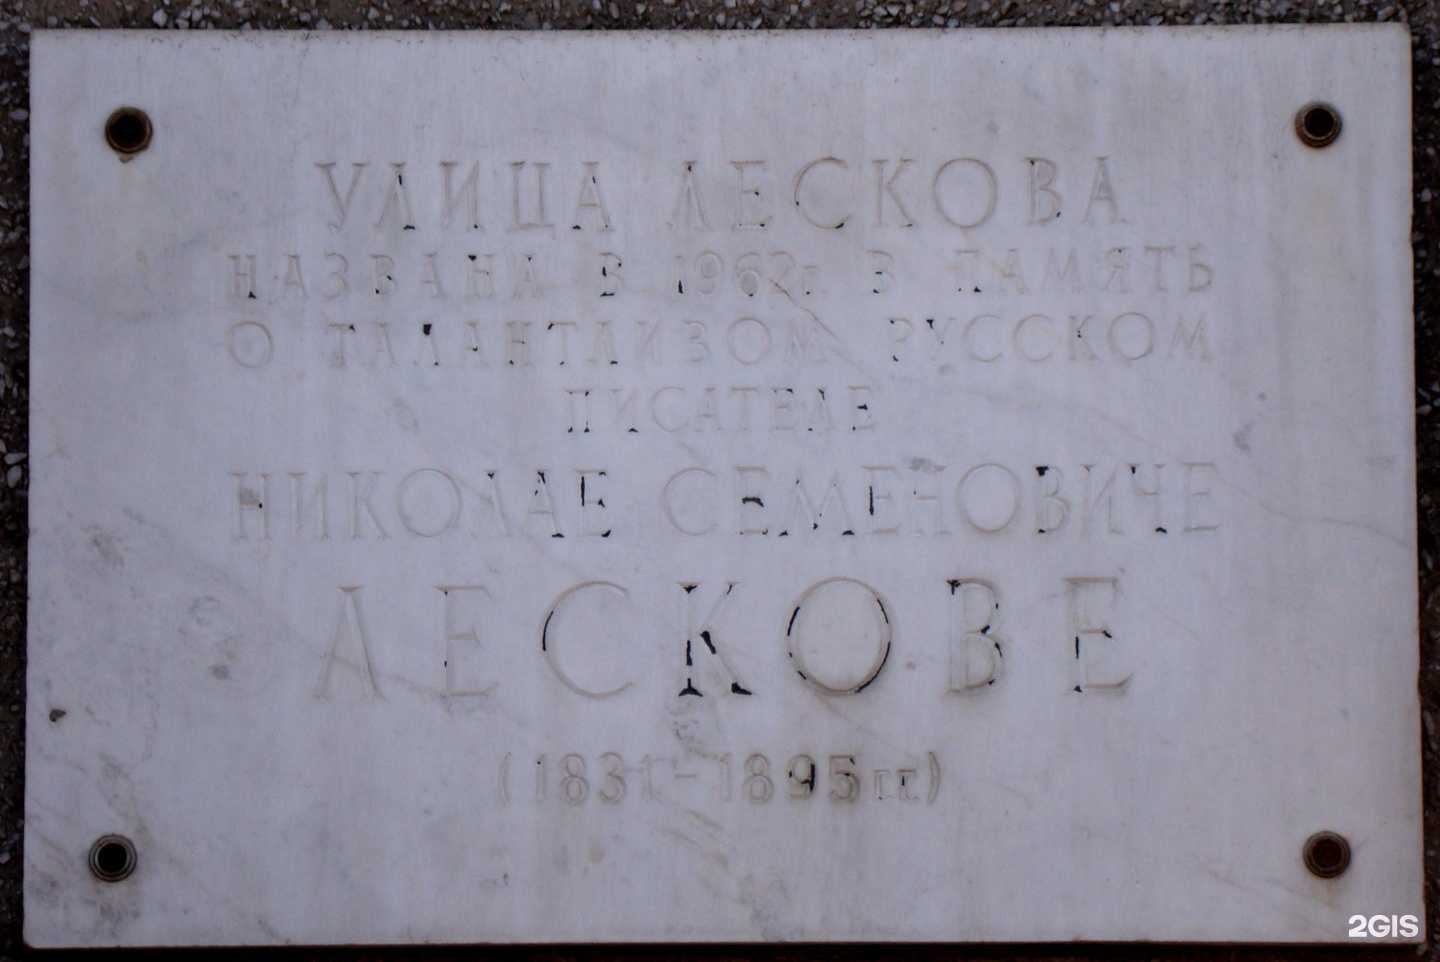 УЛИЦА ЛЕСКОВА
НАЗВАНА В 1962г. В ПАМЯТЬ
О ТАЛАНТЛИВОМ РУССКОМ
ПИСАТЕЛЕ
НИКОЛАЕ СЕМЕНОВИЧЕ
ЛЕСКОВЕ
(1831-1895гг.)
2GIS